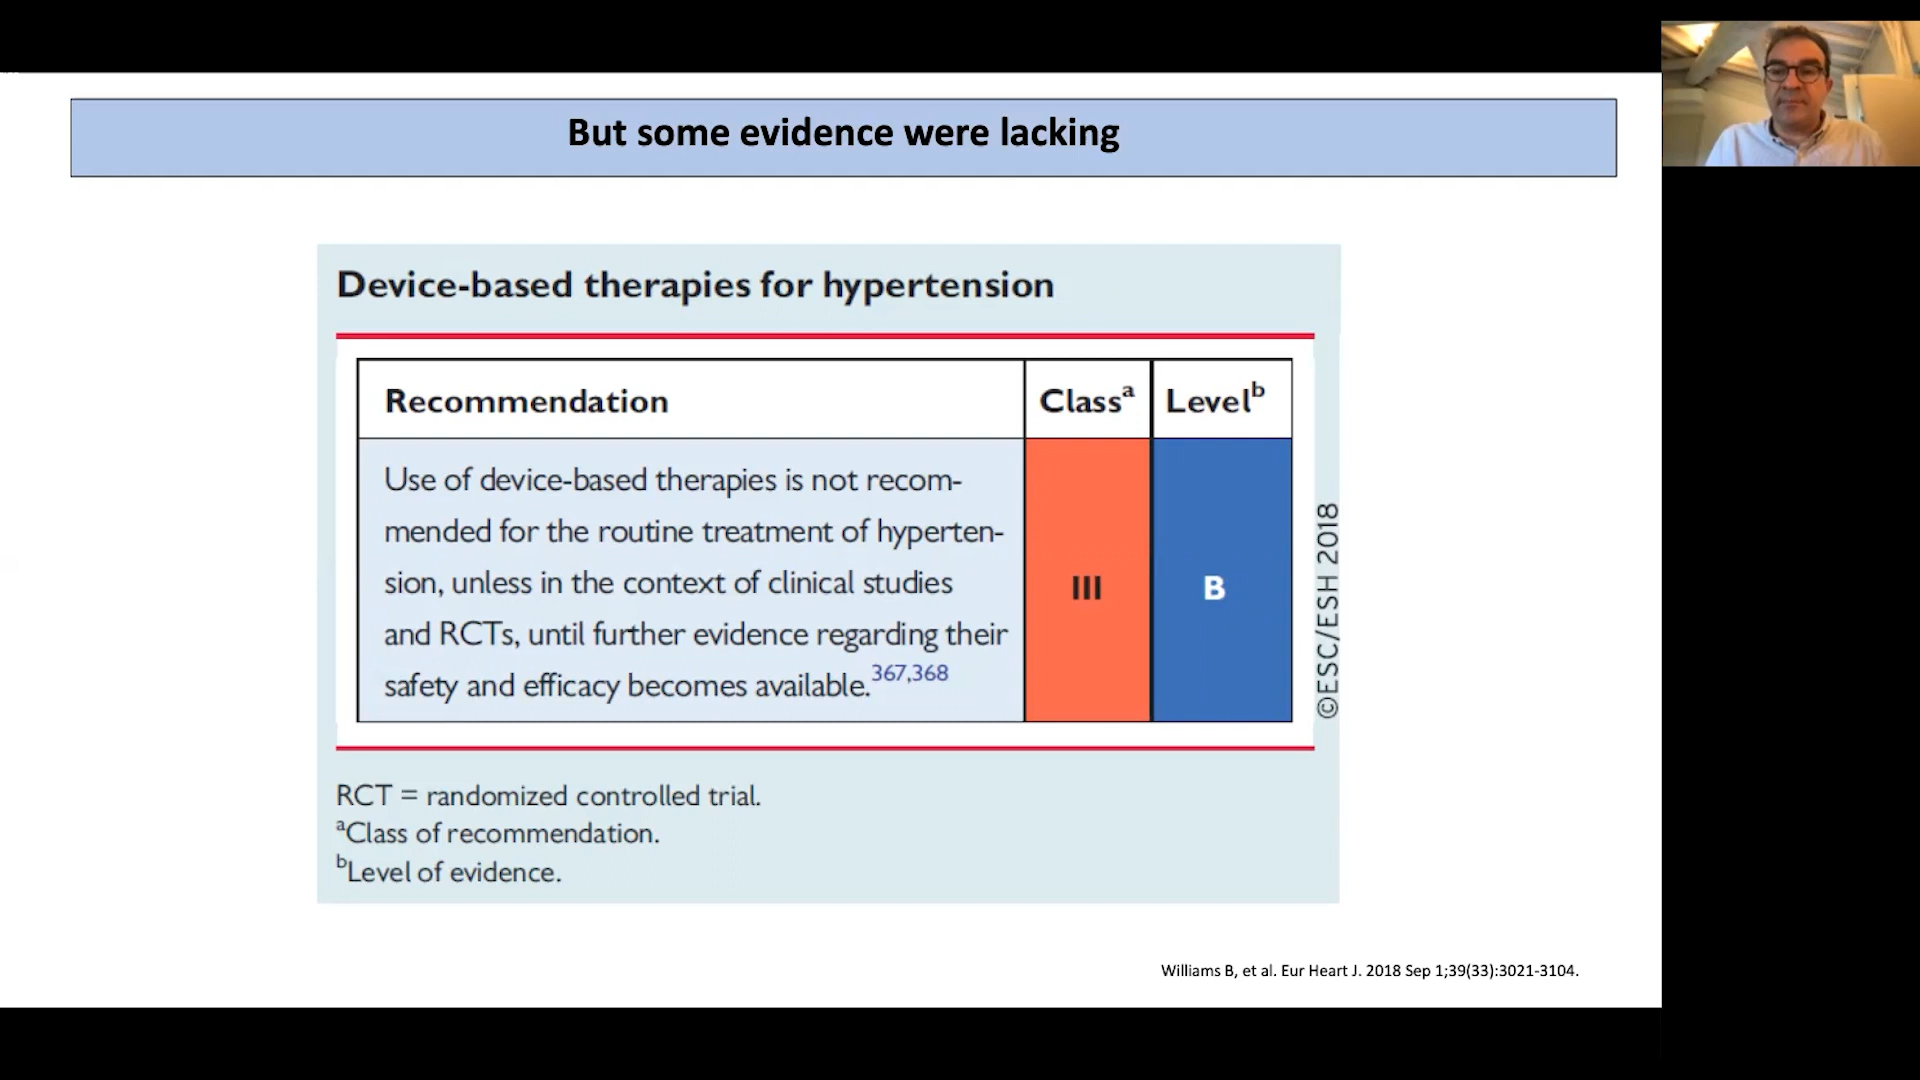 But some evidence were lacking
Device-based therapies for hypertension
Recommendation
Classᵃ
Levelᵇ
Use of device-based therapies is not recom-
mended for the routine treatment of hyperten-
sion, unless in the context of clinical studies
and RCTs, until further evidence regarding their
safety and efficacy becomes available.367,368
III
B
©ESC/ESH 2018
RCT = randomized controlled trial.
ᵃClass of recommendation.
ᵇLevel of evidence.
Williams B, et al. Eur Heart J. 2018 Sep 1;39(33):3021-3104.